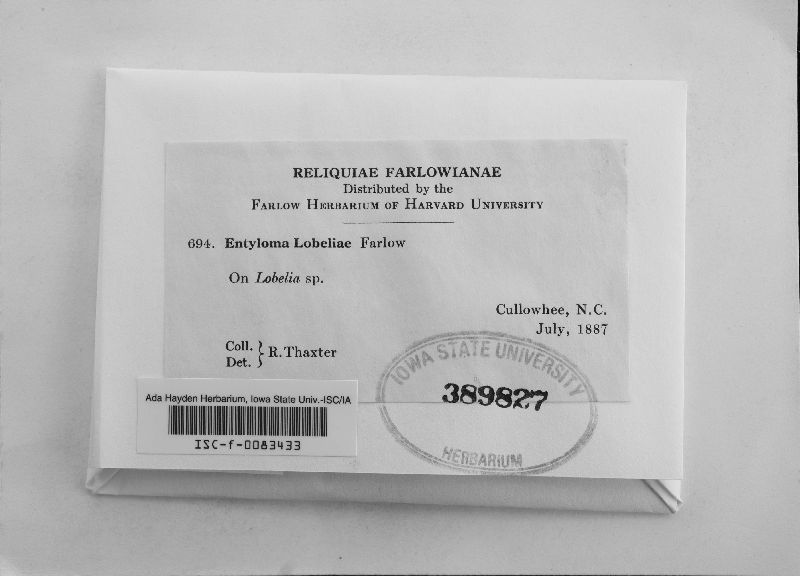 RELIQUIAE FARLOWIANAE
Distributed by the
FARLOW HERBARIUM OF HARVARD UNIVERSITY
694. Entyloma Lobeliae Farlow
On Lobelia sp.
Cullowhee, N.C.
July, 1887
Coll. } R. Thaxter
Det.
IOWA STATE UNIVERSITY
389827
HERBARIUM
Ada Hayden Herbarium, Iowa State Univ.-ISC/IA
ISC-f-0083433